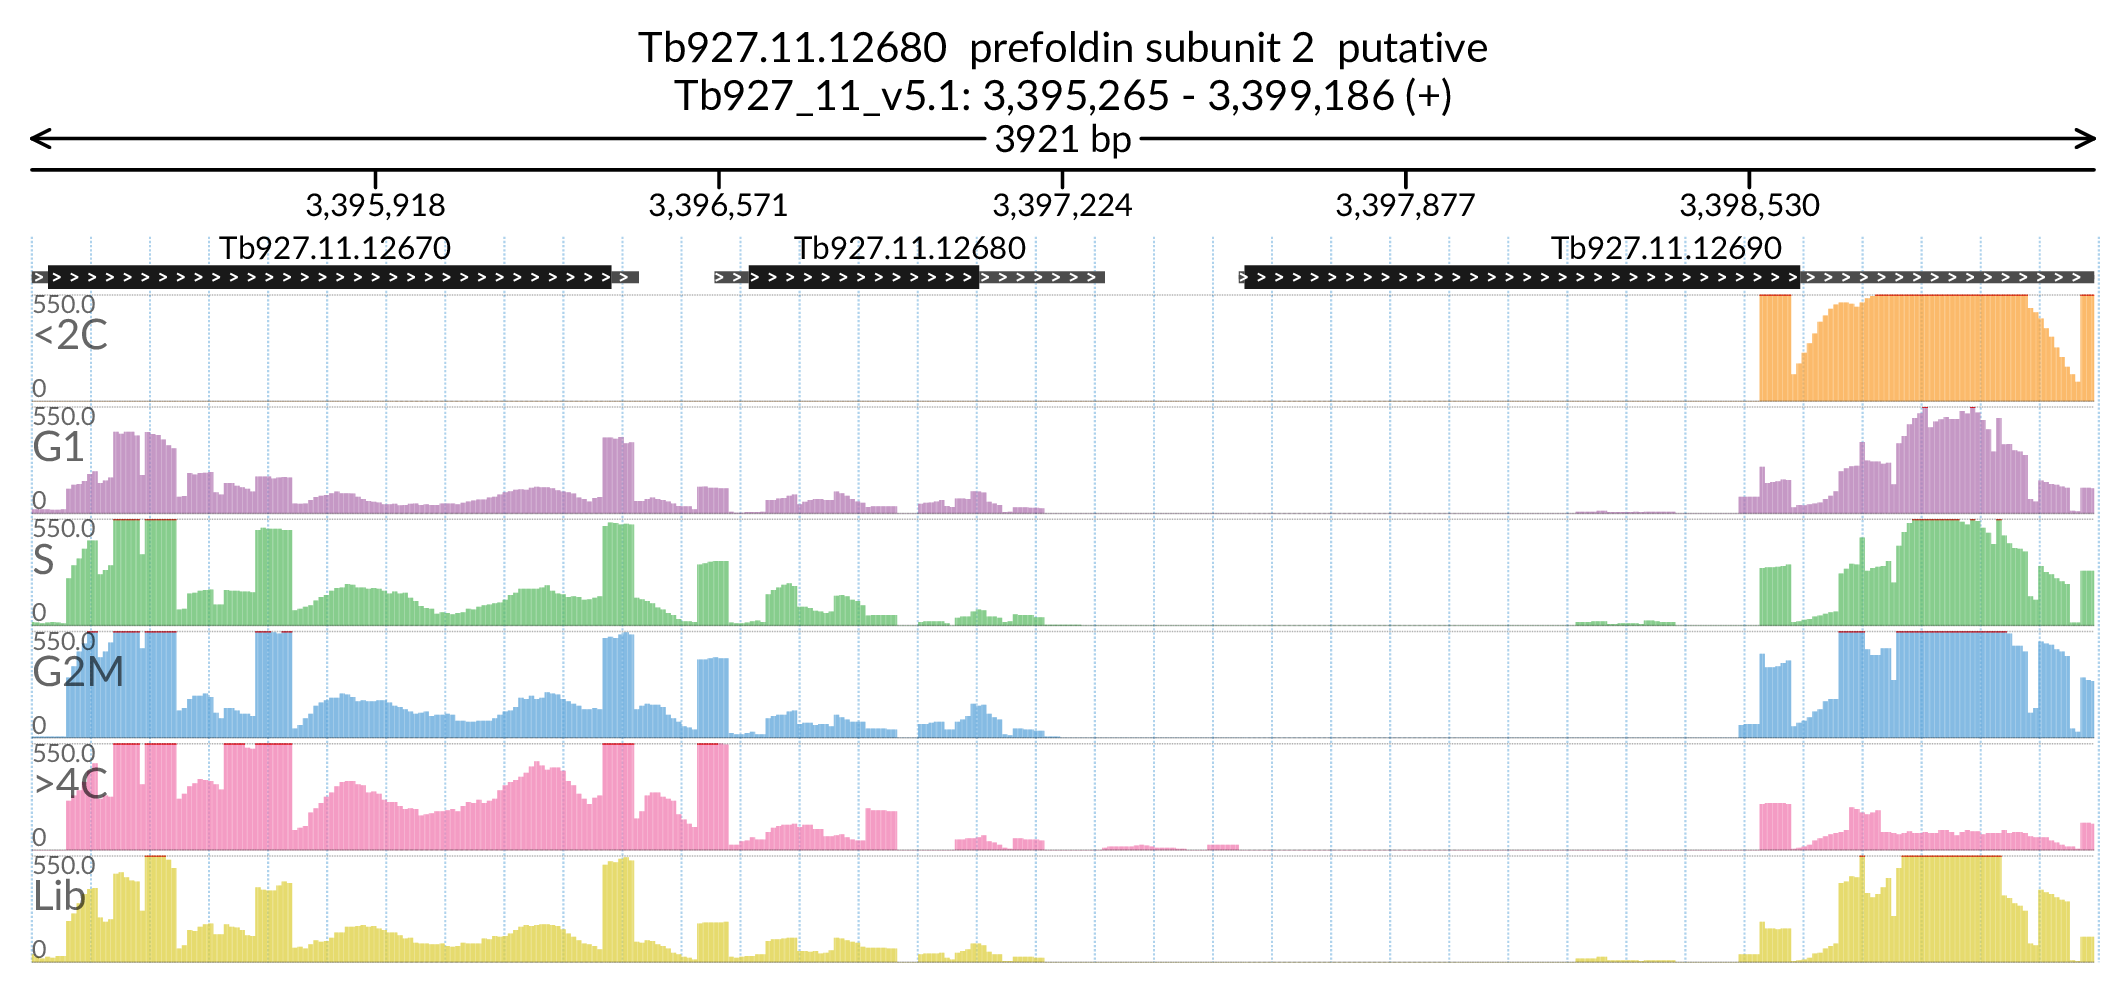 Tb927.11.12680  prefoldin subunit 2  putative
Tb927_11_v5.1: 3,395,265 - 3,399,186 (+)
3921 bp
3,395,918 3,396,571 3,397,224 3,397,877 3,398,530
Tb927.11.12670 Tb927.11.12680 Tb927.11.12690
550.0
<2C
0
550.0
G1
0
550.0
S
0
550.0
G2M
0
550.0
>4C
0
550.0
Lib
0